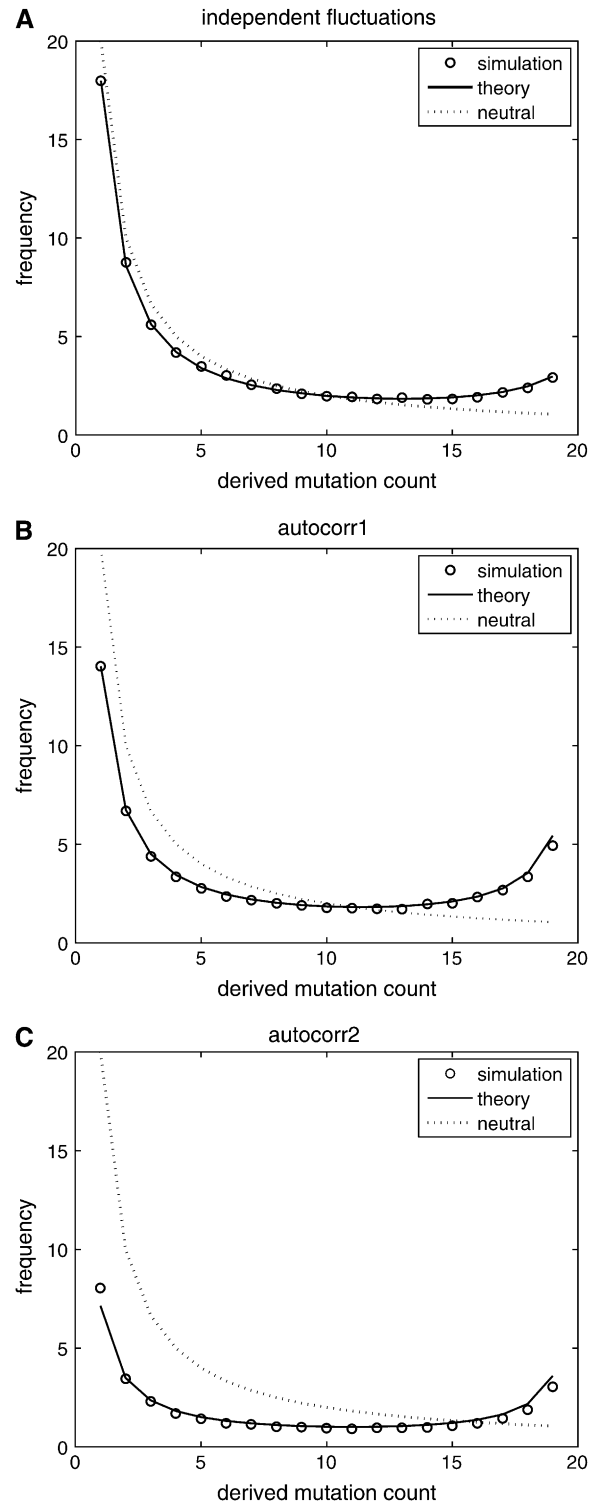 A independent fluctuations
20
simulation
theory
neutral
15
10
5
0
frequency
0 5 10 15 20
derived mutation count
B autocorr1
20
simulation
theory
neutral
15
10
5
0
frequency
0 5 10 15 20
derived mutation count
C autocorr2
20
simulation
theory
neutral
15
10
5
0
frequency
0 5 10 15 20
derived mutation count